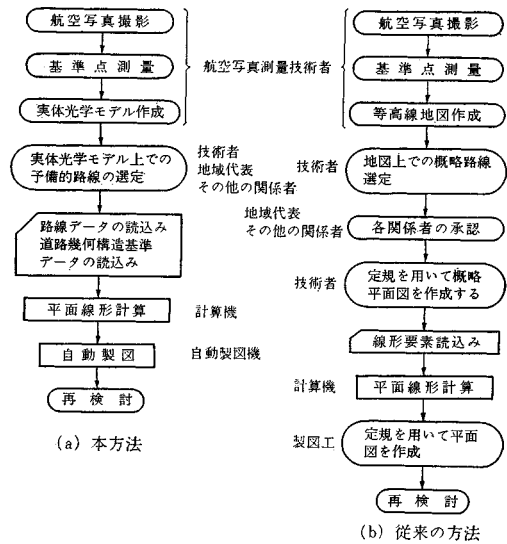 航空写真撮影
基準点測量
実体光学モデル作成
航空写真測量技術者
実体光学モデル上での
予備的路線の選定
技術者
地域代表
その他の関係者
路線データの読込み
道路幾何構造基準
データの読込み
平面線形計算
計算機
自動製図
自動製図機
再検討
(a) 本方法
航空写真撮影
基準点測量
等高線地図作成
技術者
地図上での概略路線
選定
地域代表
その他の関係者
各関係者の承認
技術者
定規を用いて概略
平面図を作成する
線形要素読込み
計算機
平面線形計算
製図工
定規を用いて平面
図を作成
再検討
(b) 従来の方法